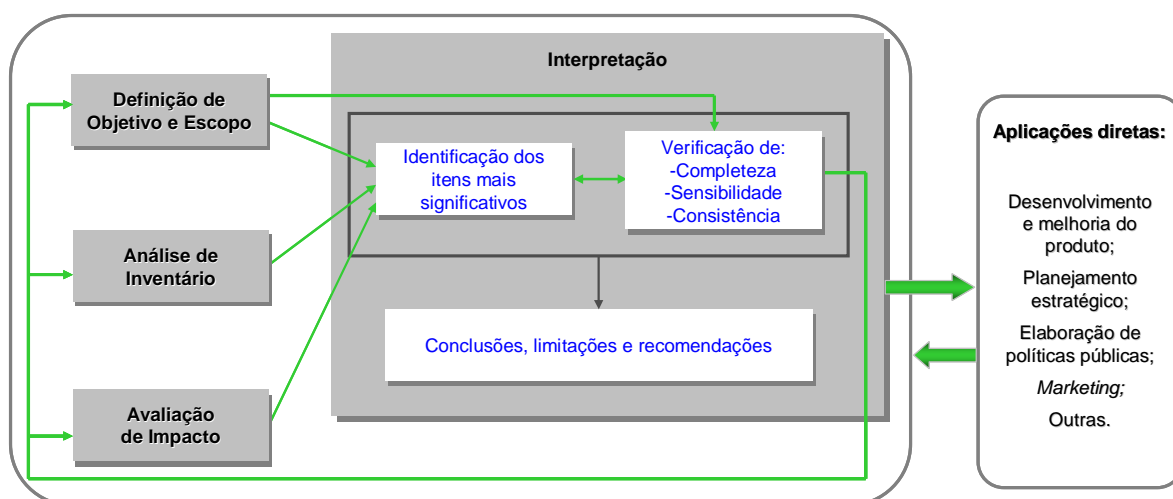 Interpretação
Definição de
Objetivo e Escopo
Identificação dos
itens mais
significativos
Verificação de:
-Completeza
-Sensibilidade
-Consistência
Análise de
Inventário
Conclusões, limitações e recomendações
Avaliação
de Impacto
Aplicações diretas:
Desenvolvimento
e melhoria do
produto;
Planejamento
estratégico;
Elaboração de
políticas públicas;
Marketing;
Outras.